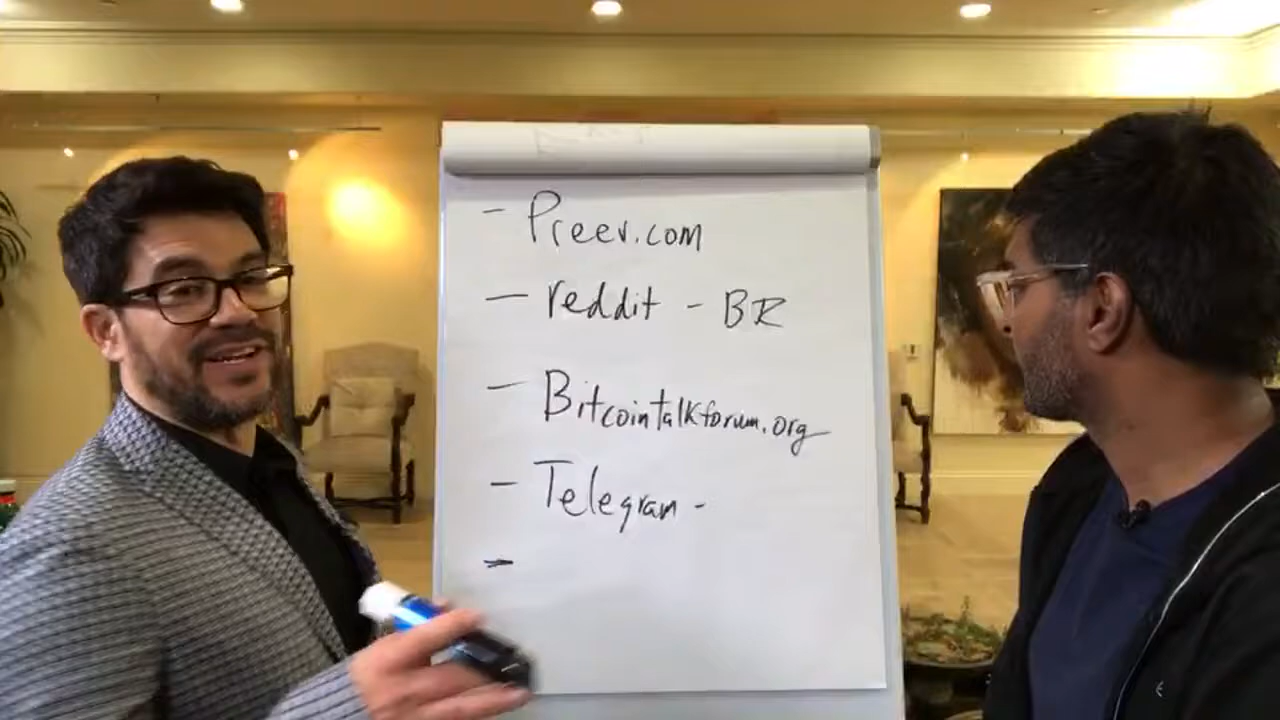 - Preev.com
- reddit - BR
- Bitcointalkforum.org
- Telegram -
-